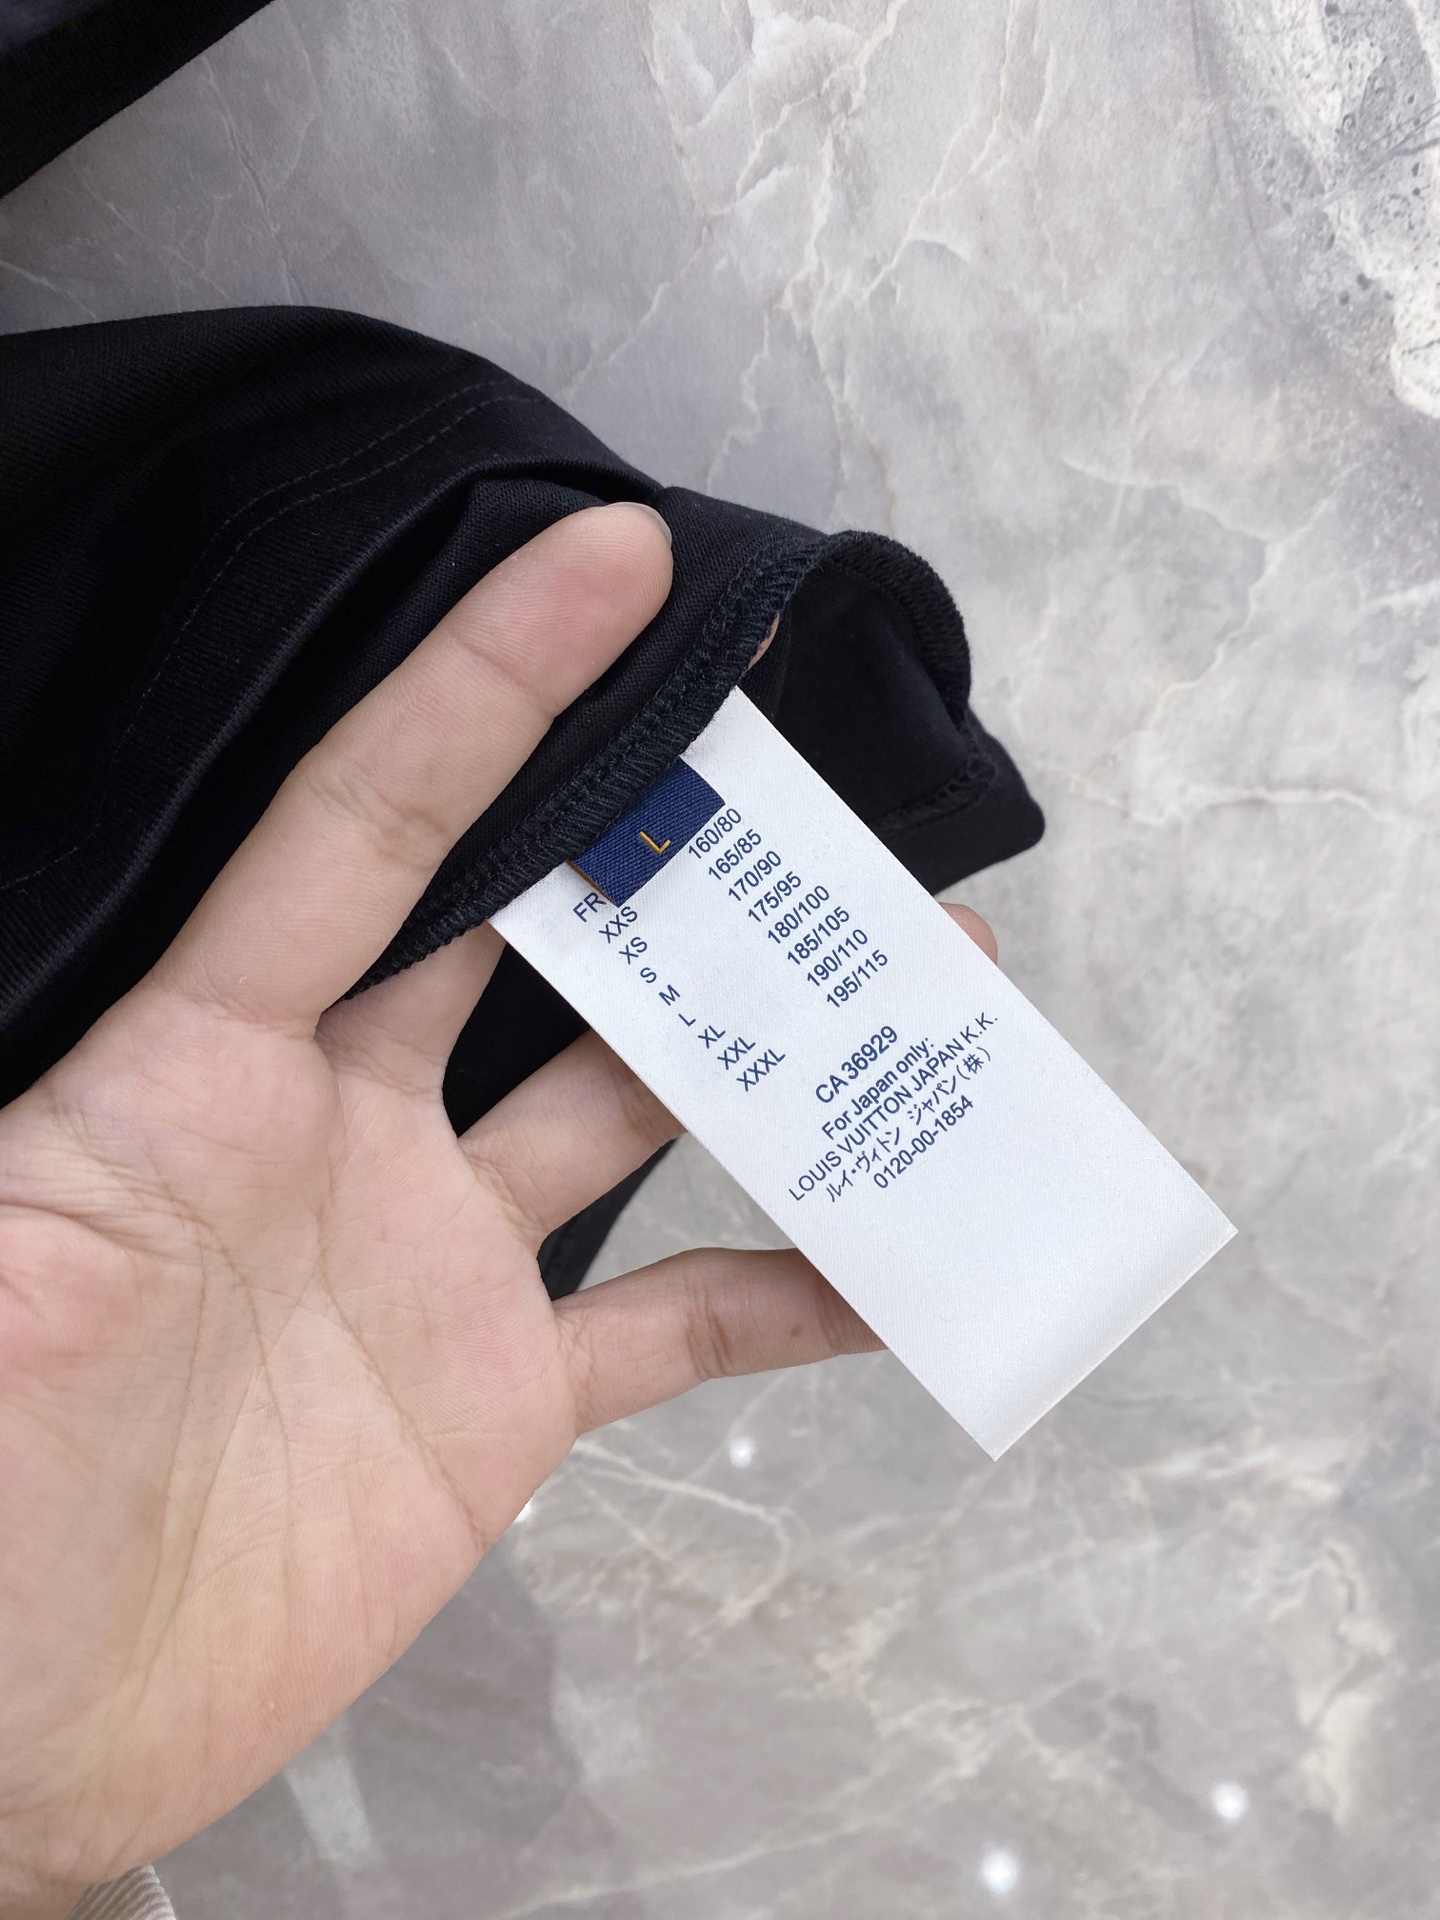 L
FR
XXS 160/80
XS 165/85
S 170/90
M 175/95
L 180/100
XL 185/105
XXL 190/110
XXXL 195/115
CA 36929
For Japan only:
LOUIS VUITTON JAPAN K.K.
ルイ・ヴィトン ジャパン(株)
0120-00-1854